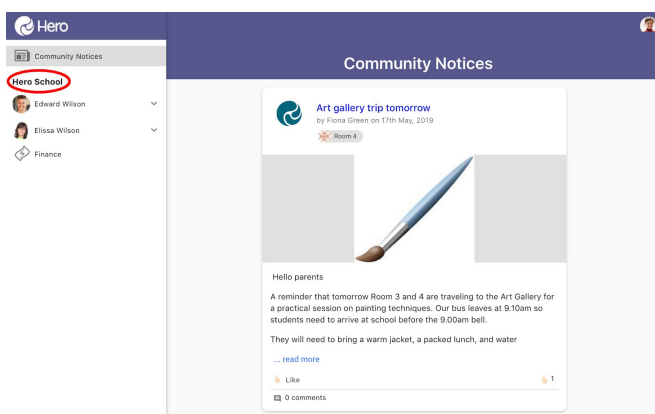 Hero
Community Notices
Hero School
Edward Wilson
Elissa Wilson
Finance
Community Notices
Art gallery trip tomorrow
by Fiona Green on 17th May, 2019
Room 4
Hello parents
A reminder that tomorrow Room 3 and 4 are traveling to the Art Gallery for
a practical session on painting techniques. Our bus leaves at 9.10am so
students need to arrive at school before the 9.00am bell.
They will need to bring a warm jacket, a packed lunch, and water
... read more
Like 1
0 comments